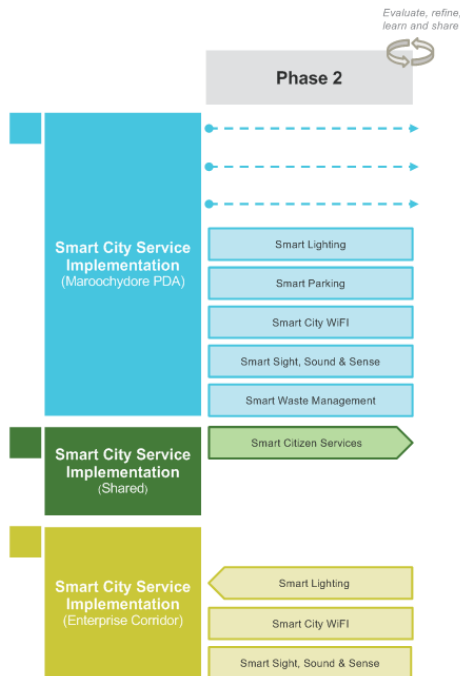 Evaluate, refine,
learn and share
Phase 2
Smart City Service
Implementation
(Maroochydore PDA)
Smart Lighting
Smart Parking
Smart City WiFI
Smart Sight, Sound & Sense
Smart Waste Management
Smart City Service
Implementation
(Shared)
Smart Citizen Services
Smart City Service
Implementation
(Enterprise Corridor)
Smart Lighting
Smart City WiFI
Smart Sight, Sound & Sense